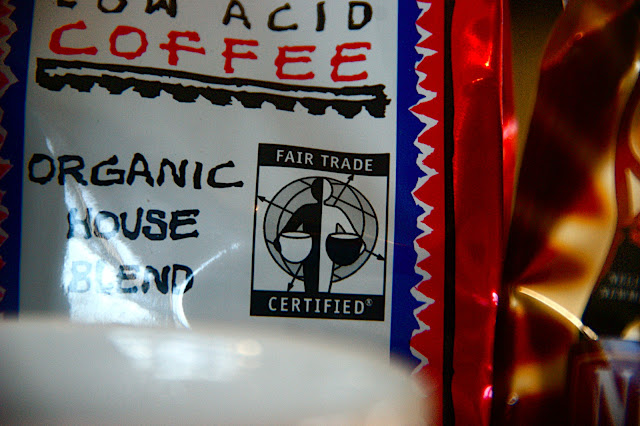 LOW ACID
COFFEE
ORGANIC
HOUSE
BLEND
FAIR TRADE
CERTIFIED®